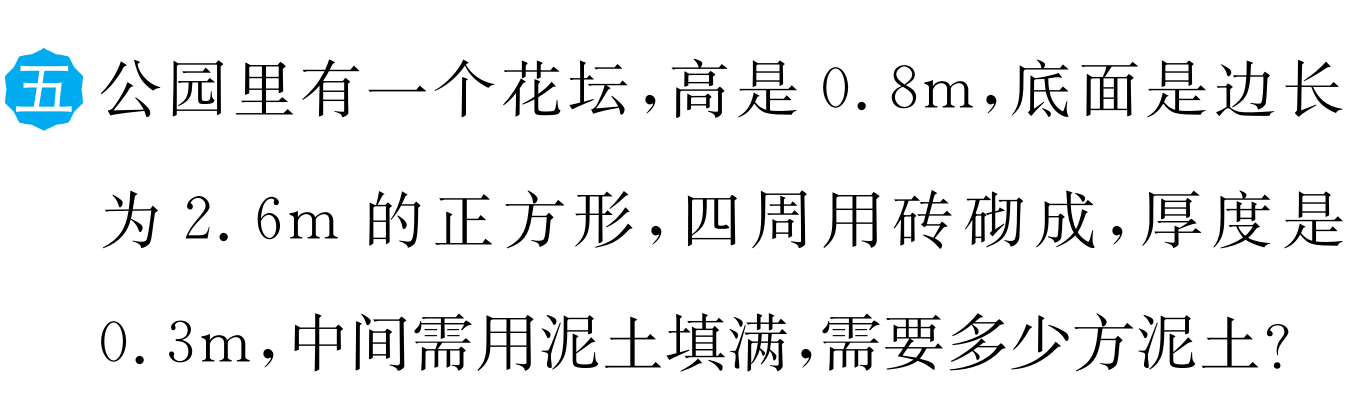 五 公园里有一个花坛,高是 0.8m,底面是边长
为 2.6m 的正方形,四周用砖砌成,厚度是
0.3m,中间需用泥土填满,需要多少方泥土?